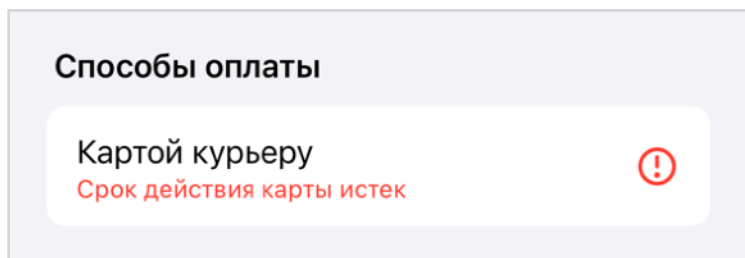 Способы оплаты
Картой курьеру
Срок действия карты истек